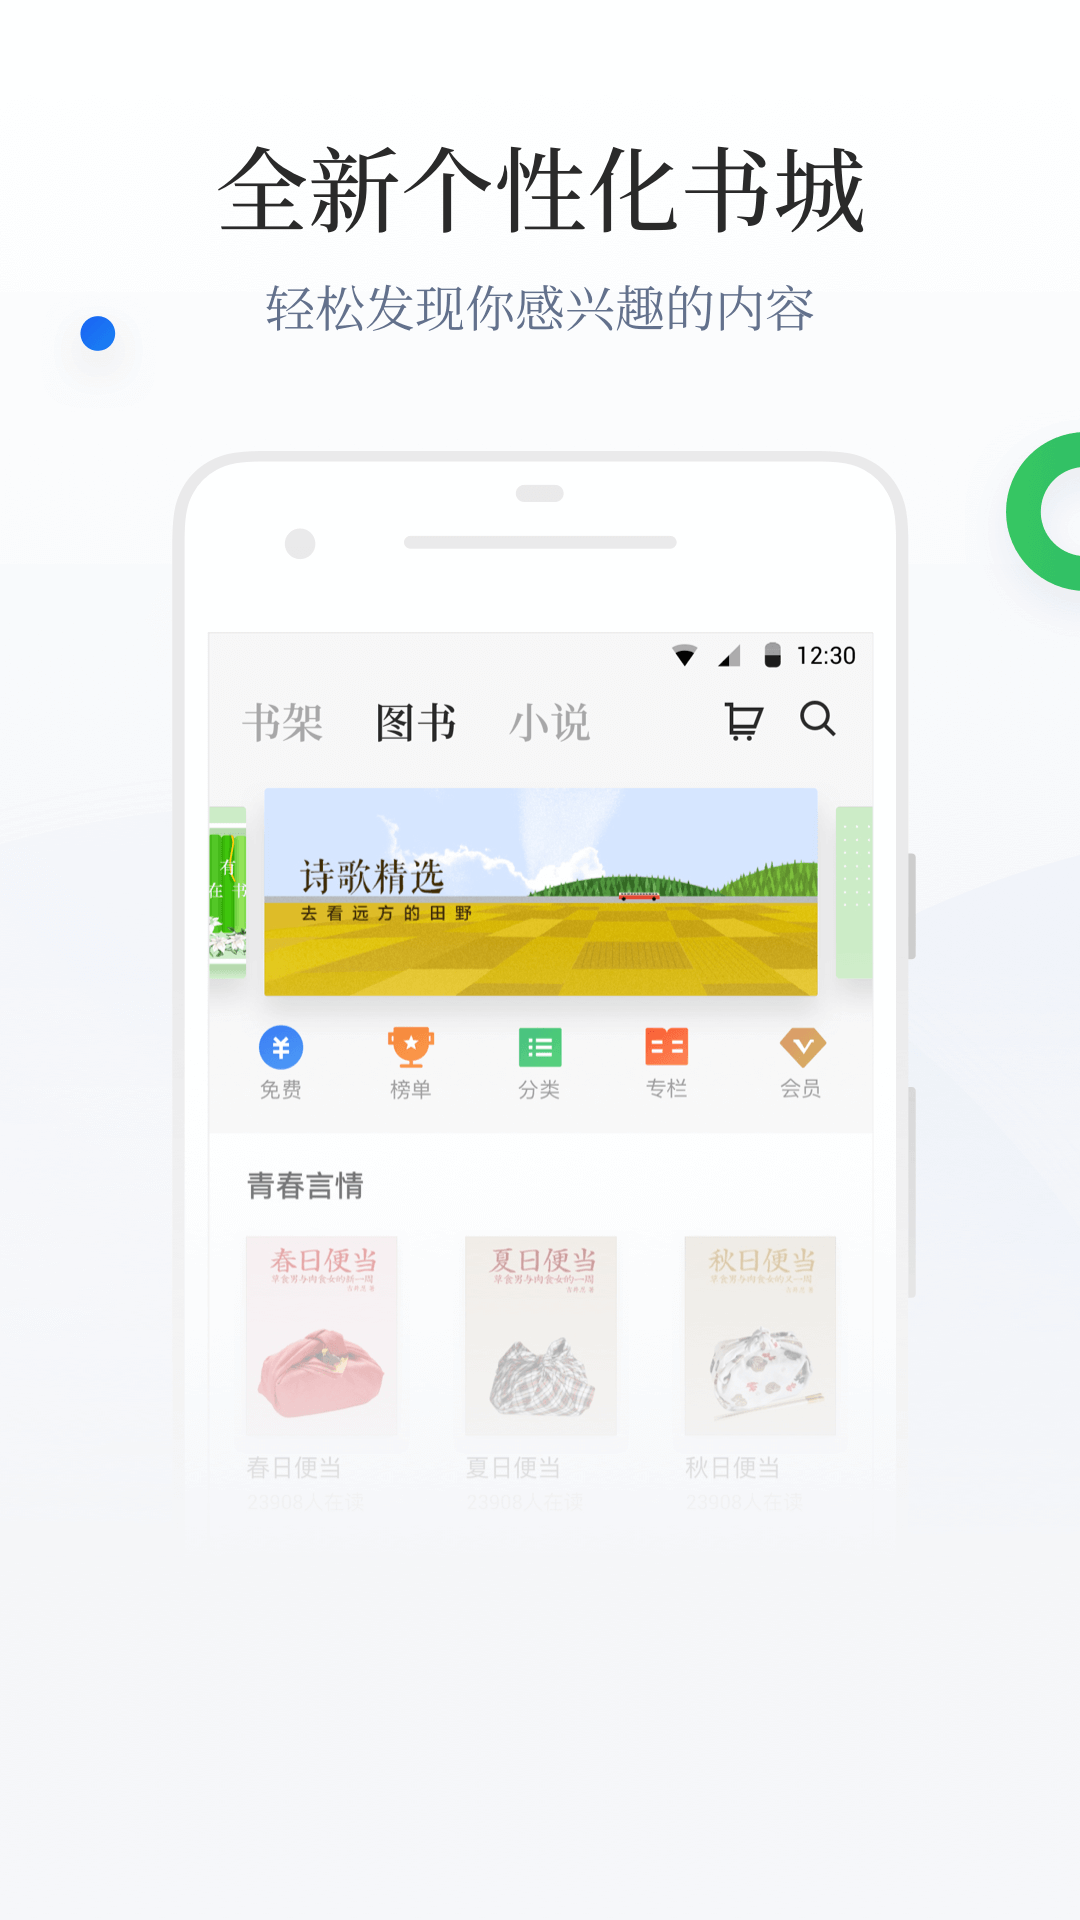 全新个性化书城
轻松发现你感兴趣的内容
12:30
书架 图书 小说
有
在 书
诗歌精选
去看远方的田野
免费 榜单 分类 专栏 会员
青春言情
春日便当 夏日便当 秋日便当
草食男与肉食女的新一周 草食男与肉食女的一周 草食男与肉食女的又一周
春日便当 夏日便当 秋日便当
23908人在读 23908人在读 23908人在读